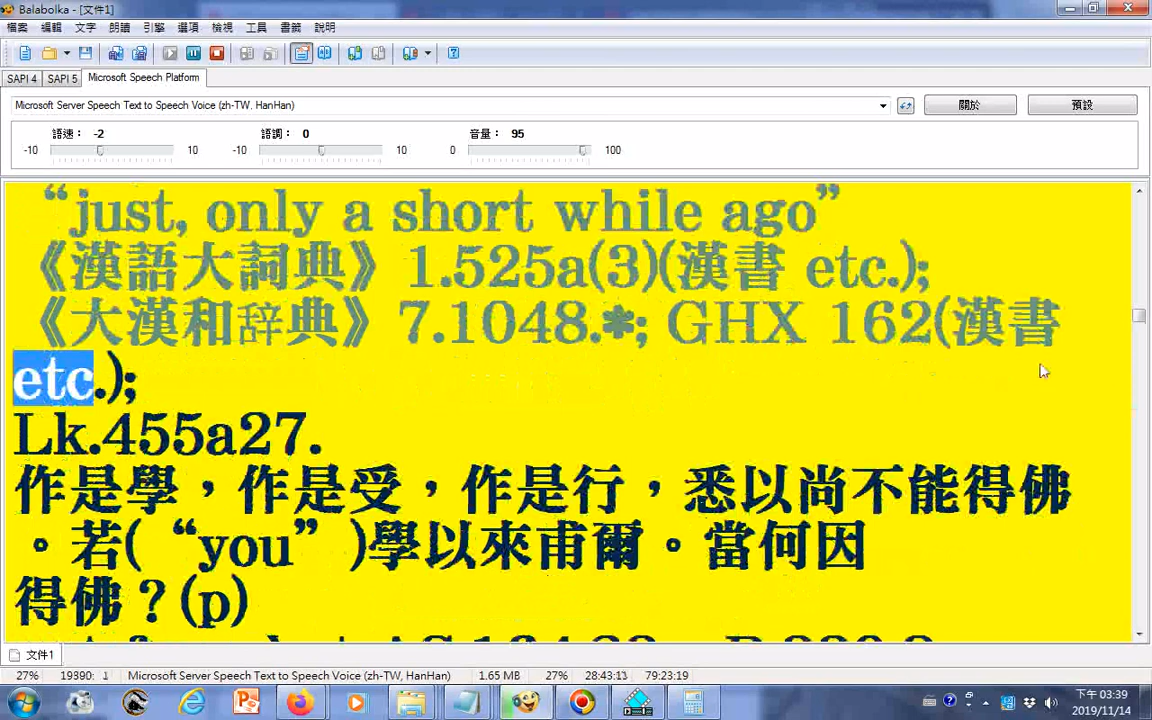 Balabolka - [文件1]
檔案 編輯 文字 朗讀 引擎 選項 檢視 工具 書籤 說明
SAPI 4 SAPI 5 Microsoft Speech Platform
Microsoft Server Speech Text to Speech Voice (zh-TW, HanHan) 關於 預設
語速： -2 語調： 0 音量： 95
-10 10 -10 10 0 100
“just, only a short while ago”
《漢語大詞典》 1.525a(3)(漢書 etc.);
《大漢和辞典》 7.1048.✱; GHX 162(漢書
etc.);
Lk.455a27.
作是學，作是受，作是行，悉以尚不能得佛
。若(“you”)學以來甫爾。當何因
得佛？(p)
文件1
27% 19390: 1 Microsoft Server Speech Text to Speech Voice (zh-TW, HanHan) 1.65 MB 27% 28:43:11 79:23:19
下午 03:39
2019/11/14